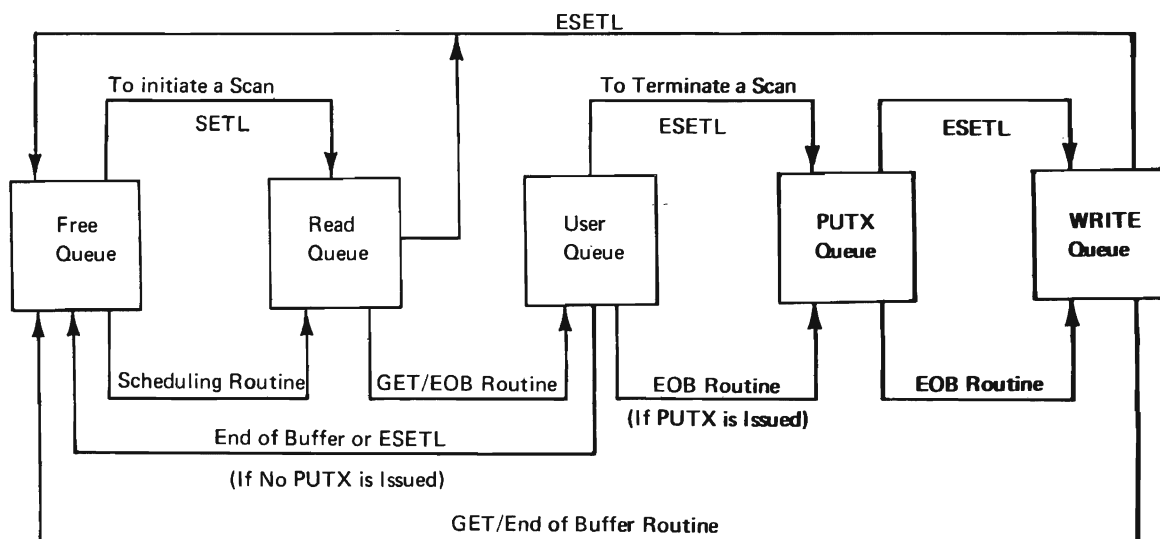 ESETL
To initiate a Scan
SETL
To Terminate a Scan
ESETL
ESETL
Free
Queue
Read
Queue
User
Queue
PUTX
Queue
WRITE
Queue
Scheduling Routine
GET/EOB Routine
EOB Routine
(If PUTX is Issued)
EOB Routine
End of Buffer or ESETL
(If No PUTX is Issued)
GET/End of Buffer Routine